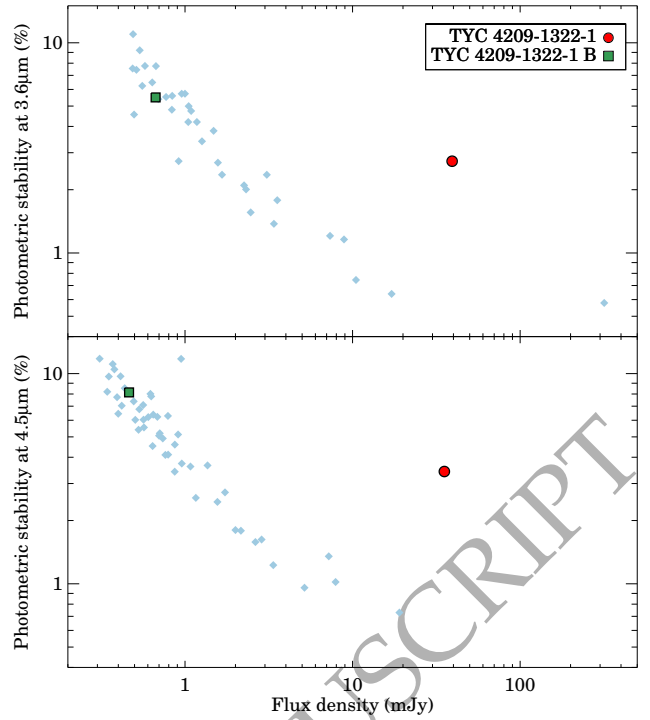 Photometric stability at 3.6μm (%)
10
1
TYC 4209-1322-1
TYC 4209-1322-1 B
Photometric stability at 4.5μm (%)
10
1
1
10
100
Flux density (mJy)
USCRIPT